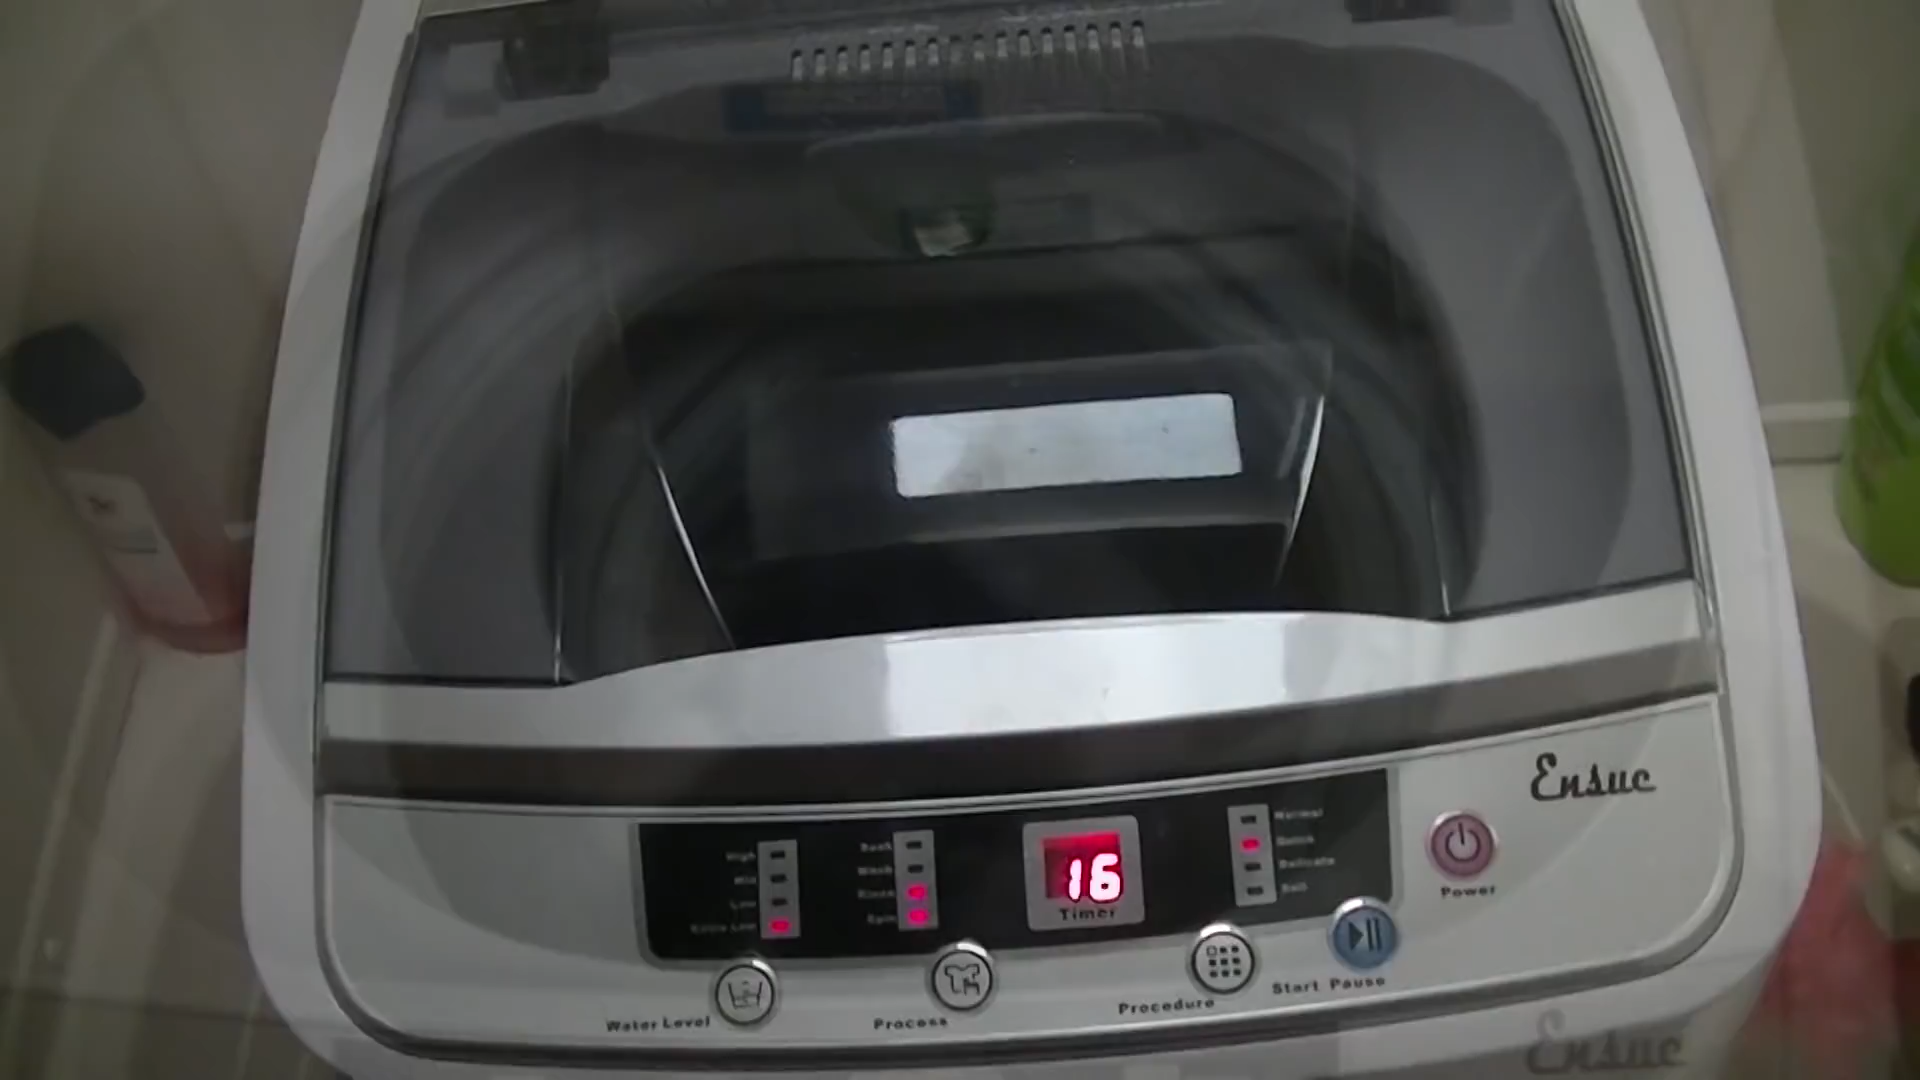 Ensuc
High
Mid
Low
Extra Low
Soak
Wash
Rinse
Spin
Timer
16
Normal
Quick
Delicate
Power
Water Level
Process
Procedure
Start Pause
Ensuc